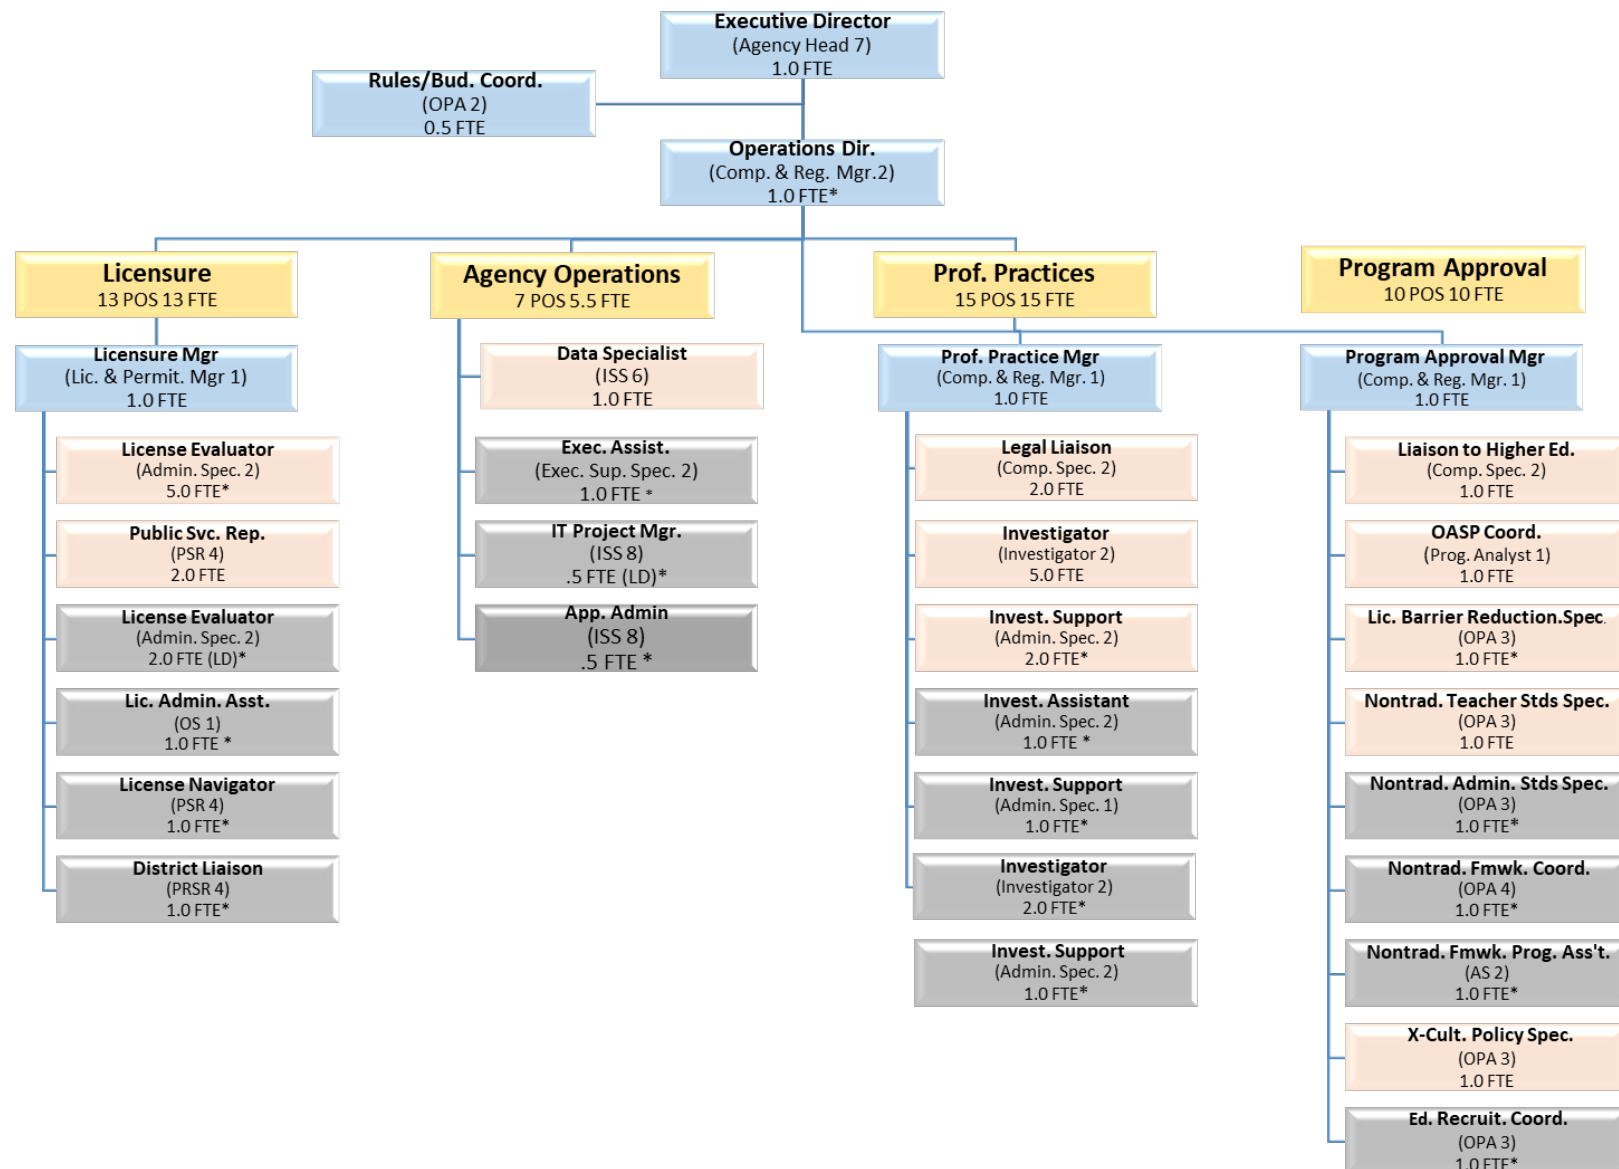 Executive Director
(Agency Head 7)
1.0 FTE
Rules/Bud. Coord.
(OPA 2)
0.5 FTE
Operations Dir.
(Comp. & Reg. Mgr.2)
1.0 FTE*
Licensure
13 POS 13 FTE
Agency Operations
7 POS 5.5 FTE
Prof. Practices
15 POS 15 FTE
Program Approval
10 POS 10 FTE
Licensure Mgr
(Lic. & Permit. Mgr 1)
1.0 FTE
License Evaluator
(Admin. Spec. 2)
5.0 FTE*
Public Svc. Rep.
(PSR 4)
2.0 FTE
License Evaluator
(Admin. Spec. 2)
2.0 FTE (LD)*
Lic. Admin. Asst.
(OS 1)
1.0 FTE *
License Navigator
(PSR 4)
1.0 FTE*
District Liaison
(PRSR 4)
1.0 FTE*
Data Specialist
(ISS 6)
1.0 FTE
Exec. Assist.
(Exec. Sup. Spec. 2)
1.0 FTE *
IT Project Mgr.
(ISS 8)
.5 FTE (LD)*
App. Admin
(ISS 8)
.5 FTE *
Prof. Practice Mgr
(Comp. & Reg. Mgr. 1)
1.0 FTE
Legal Liaison
(Comp. Spec. 2)
2.0 FTE
Investigator
(Investigator 2)
5.0 FTE
Invest. Support
(Admin. Spec. 2)
2.0 FTE*
Invest. Assistant
(Admin. Spec. 2)
1.0 FTE *
Invest. Support
(Admin. Spec. 1)
1.0 FTE*
Investigator
(Investigator 2)
2.0 FTE*
Invest. Support
(Admin. Spec. 2)
1.0 FTE*
Program Approval Mgr
(Comp. & Reg. Mgr. 1)
1.0 FTE
Liaison to Higher Ed.
(Comp. Spec. 2)
1.0 FTE
OASP Coord.
(Prog. Analyst 1)
1.0 FTE
Lic. Barrier Reduction.Spec.
(OPA 3)
1.0 FTE*
Nontrad. Teacher Stds Spec.
(OPA 3)
1.0 FTE
Nontrad. Admin. Stds Spec.
(OPA 3)
1.0 FTE*
Nontrad. Fmwk. Coord.
(OPA 4)
1.0 FTE*
Nontrad. Fmwk. Prog. Ass't.
(AS 2)
1.0 FTE*
X-Cult. Policy Spec.
(OPA 3)
1.0 FTE
Ed. Recruit. Coord.
(OPA 3)
1.0 FTE*